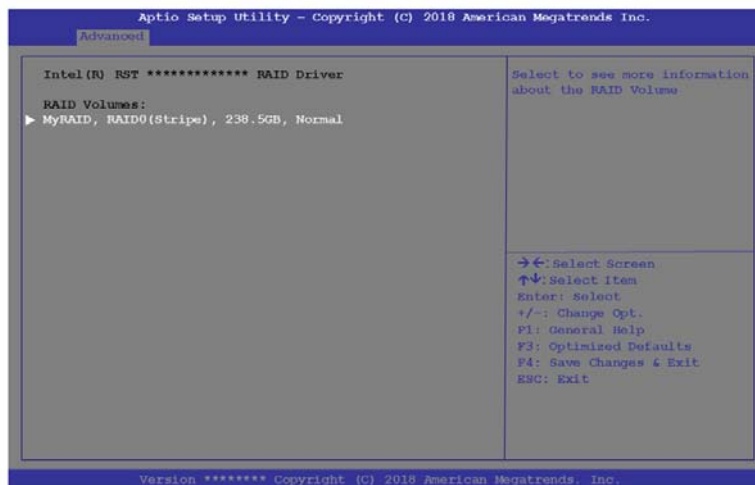 Aptio Setup Utility – Copyright (C) 2018 American Megatrends Inc.
Advanced
Intel(R) RST ************* RAID Driver
RAID Volumes:
▶ MyRAID, RAID0(Stripe), 238.5GB, Normal
Select to see more information
about the RAID Volume
→←:Select Screen
↑↓:Select Item
Enter: Select
+/-: Change Opt.
F1: General Help
F3: Optimized Defaults
F4: Save Changes & Exit
ESC: Exit
Version ******** Copyright (C) 2018 American Megatrends, Inc.